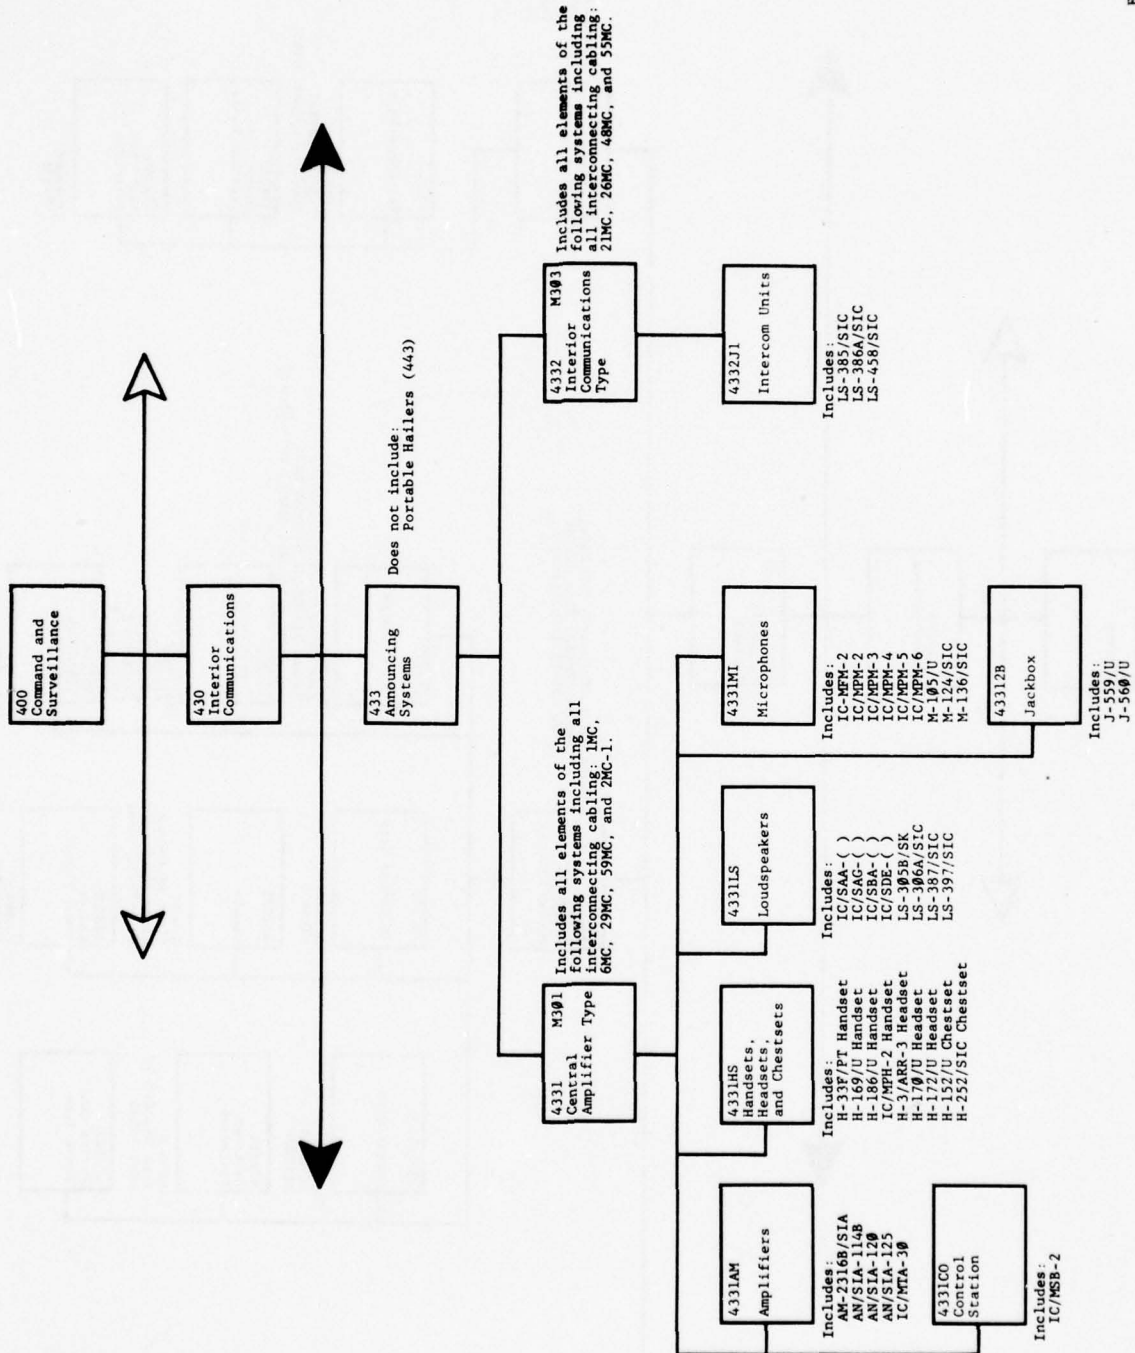 400
Command and
Surveillance
430
Interior
Communications
433
Announcing
Systems
Does not include:
Portable Hailers (443)
4331 M301
Central
Amplifier Type
Includes all elements of the
following systems including all
interconnecting cabling: 1MC,
6MC, 29MC, 59MC, and 2MC-1.
4332 M303
Interior
Communications
Type
Includes all elements of the
following systems including
all interconnecting cabling:
21MC, 26MC, 48MC, and 55MC.
4331AM
Amplifiers
Includes:
AM-2316B/SIA
AN/SIA-114B
AN/SIA-120
AN/SIA-125
IC/MTA-30
4331CO
Control
Station
Includes:
IC/MSB-2
4331HS
Handsets,
Headsets,
and Chestsets
Includes:
H-33F/PT Handset
H-169/U Handset
H-186/U Handset
IC/MPH-2 Handset
H-3/ARR-3 Headset
H-170/U Headset
H-172/U Headset
H-152/U Chestset
H-252/SIC Chestset
4331LS
Loudspeakers
Includes:
IC/SAA-( )
IC/SAG-( )
IC/SBA-( )
IC/SDE-( )
LS-305B/SK
LS-306A/SIC
LS-387/SIC
LS-397/SIC
4331MI
Microphones
Includes:
IC-MPM-2
IC/MPM-2
IC/MPM-3
IC/MPM-4
IC/MPM-5
IC/MPM-6
M-105/U
M-124/SIC
M-136/SIC
43312B
Jackbox
Includes:
J-559/U
J-560/U
4332J1
Intercom Units
Includes:
LS-385/SIC
LS-386A/SIC
LS-458/SIC